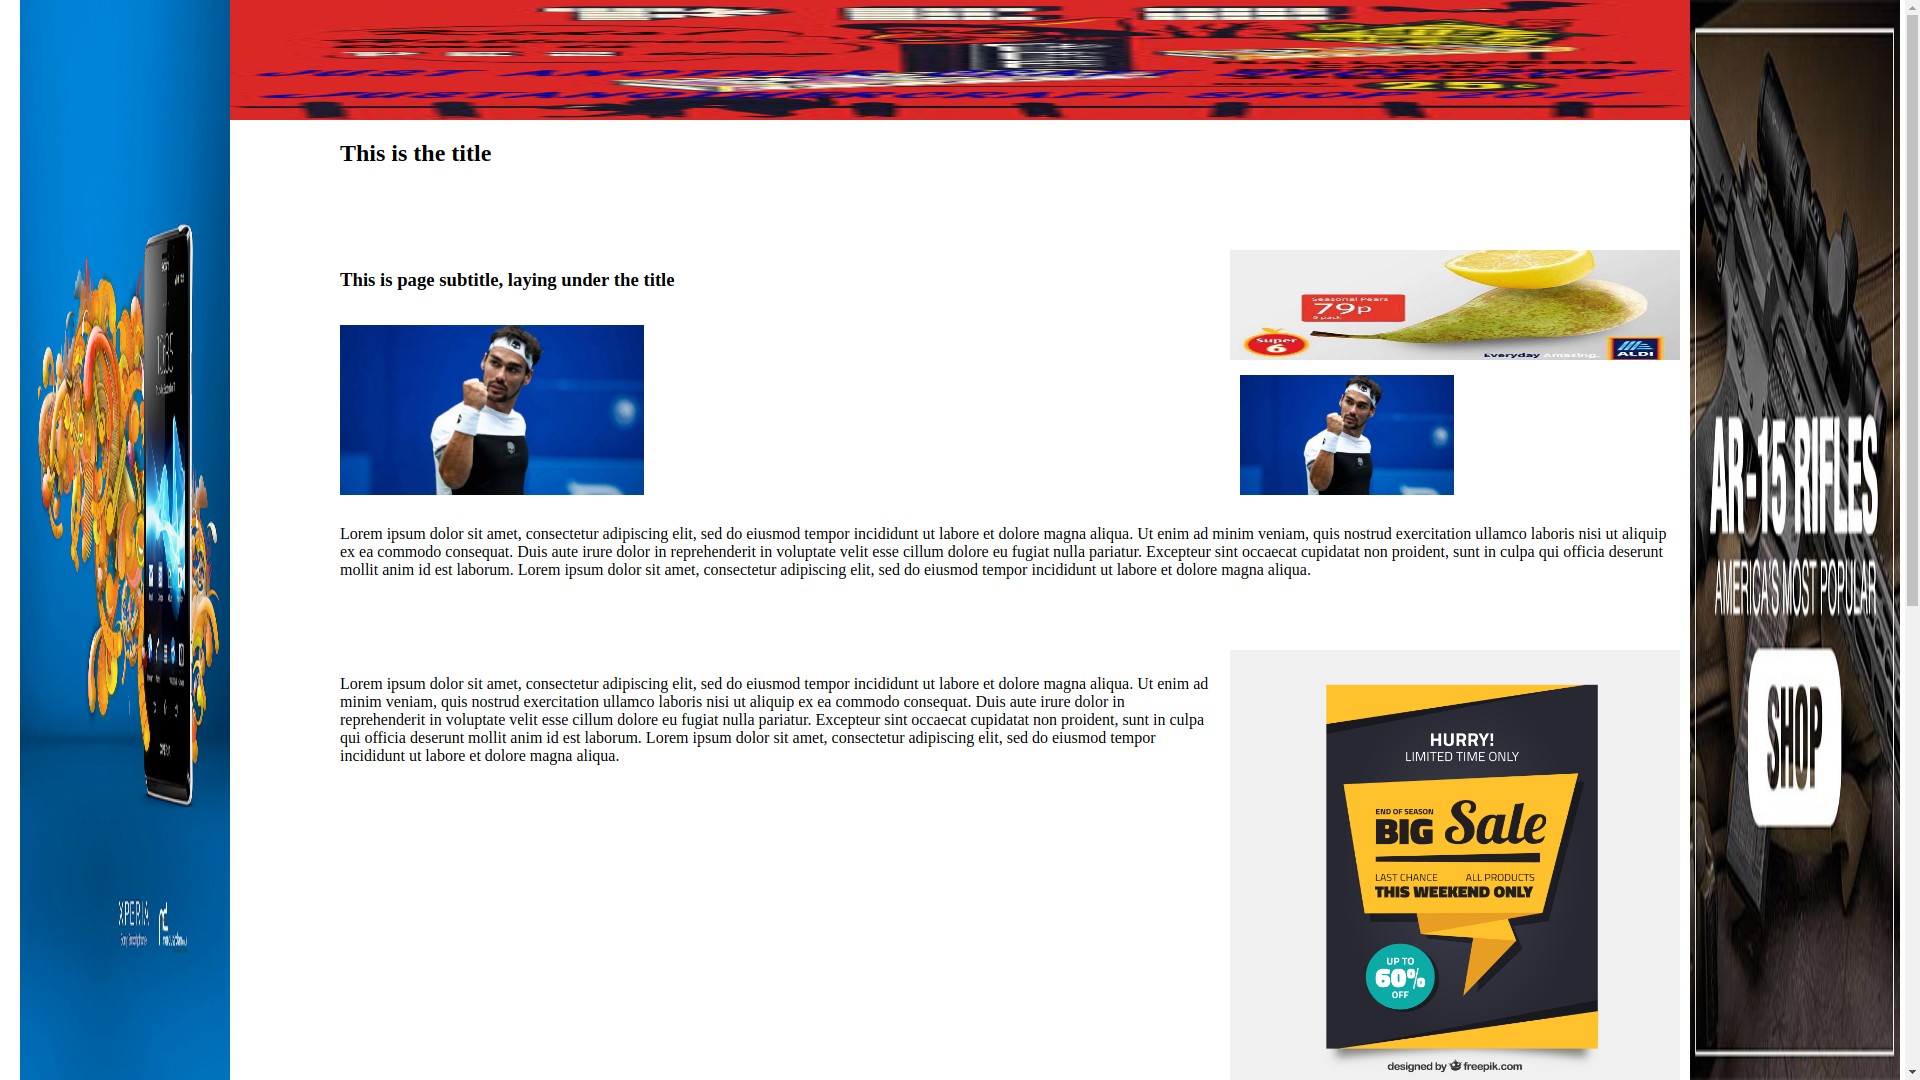 JUST ANOTHER CRAFT SHOP 2017
JUST ANOTHER CRAFT SHOP 2017
25
This is the title
This is page subtitle, laying under the title
Seasonal Pears
79p
Super
6
Everyday Amazing.
ALDI
Lorem ipsum dolor sit amet, consectetur adipiscing elit, sed do eiusmod tempor incididunt ut labore et dolore magna aliqua. Ut enim ad minim veniam, quis nostrud exercitation ullamco laboris nisi ut aliquip
ex ea commodo consequat. Duis aute irure dolor in reprehenderit in voluptate velit esse cillum dolore eu fugiat nulla pariatur. Excepteur sint occaecat cupidatat non proident, sunt in culpa qui officia deserunt
mollit anim id est laborum. Lorem ipsum dolor sit amet, consectetur adipiscing elit, sed do eiusmod tempor incididunt ut labore et dolore magna aliqua.
Lorem ipsum dolor sit amet, consectetur adipiscing elit, sed do eiusmod tempor incididunt ut labore et dolore magna aliqua. Ut enim ad
minim veniam, quis nostrud exercitation ullamco laboris nisi ut aliquip ex ea commodo consequat. Duis aute irure dolor in
reprehenderit in voluptate velit esse cillum dolore eu fugiat nulla pariatur. Excepteur sint occaecat cupidatat non proident, sunt in culpa
qui officia deserunt mollit anim id est laborum. Lorem ipsum dolor sit amet, consectetur adipiscing elit, sed do eiusmod tempor
incididunt ut labore et dolore magna aliqua.
HURRY!
LIMITED TIME ONLY
END OF SEASON
BIG Sale
LAST CHANCE ALL PRODUCTS
THIS WEEKEND ONLY
UP TO
60%
OFF
designed by freepik.com
XPERIA
AR-15 RIFLES
AMERICA'S MOST POPULAR
SHOP